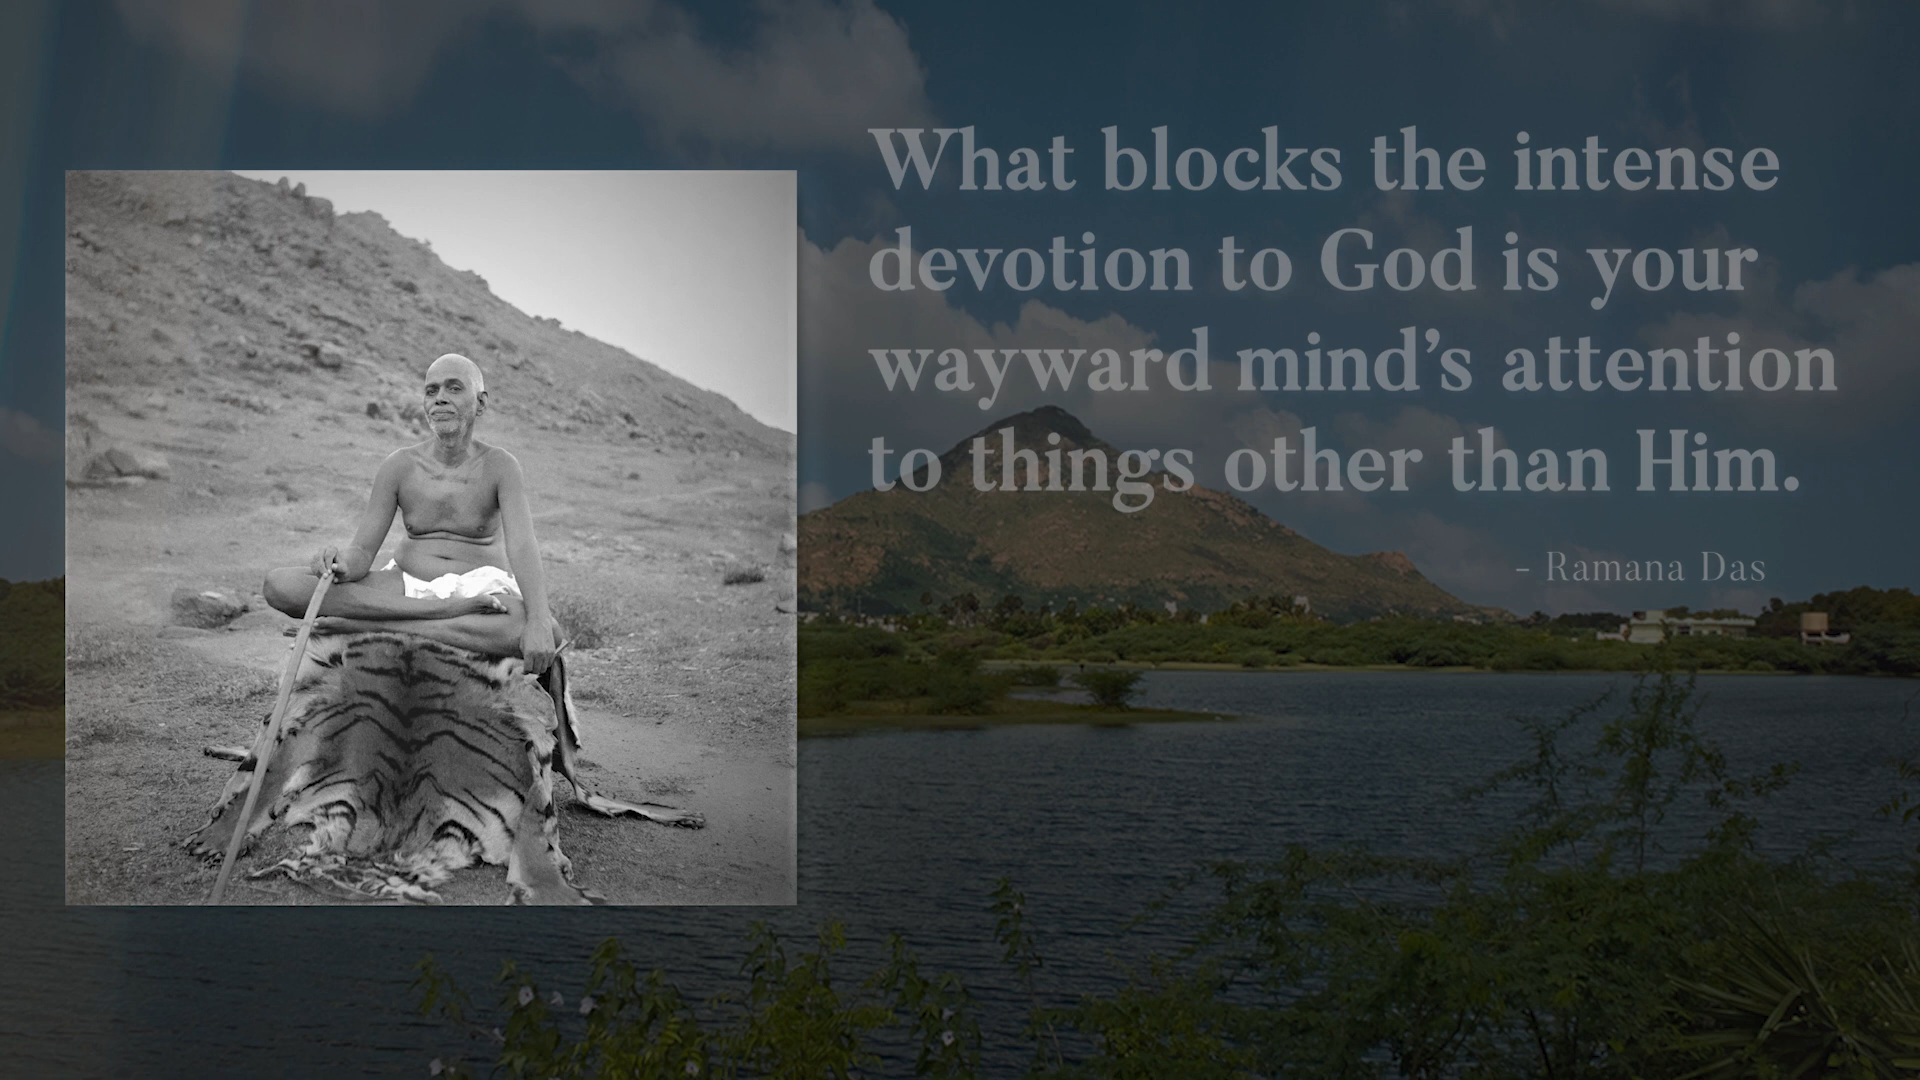 What blocks the intense
devotion to God is your
wayward mind’s attention
to things other than Him.
- Ramana Das